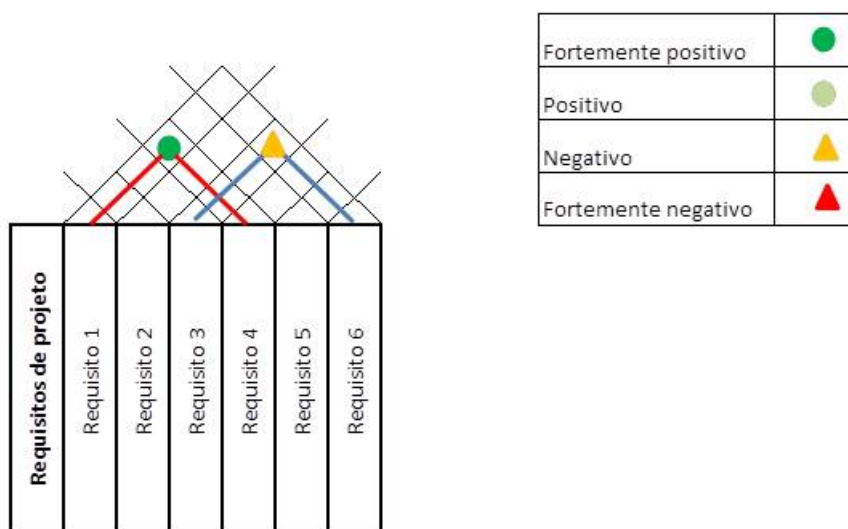 Fortemente positivo
Positivo
Negativo
Fortemente negativo
Requisitos de projeto
Requisito 1
Requisito 2
Requisito 3
Requisito 4
Requisito 5
Requisito 6